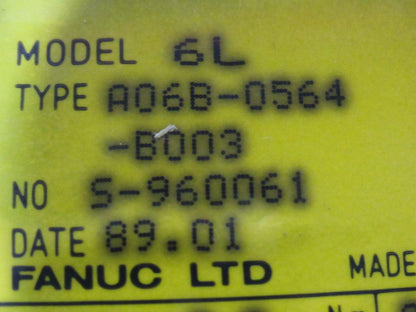 MODEL 6L
TYPE A06B-0564
-B003
NO S-960061
DATE 89.01
FANUC LTD MADE